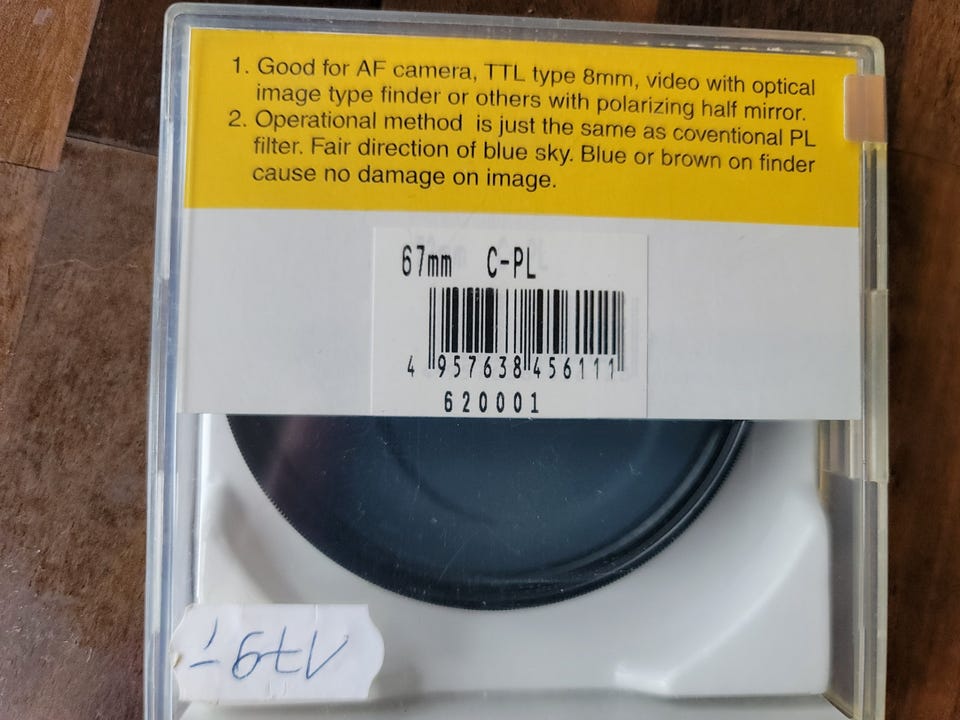 1. Good for AF camera, TTL type 8mm, video with optical
image type finder or others with polarizing half mirror.
2. Operational method is just the same as coventional PL
filter. Fair direction of blue sky. Blue or brown on finder
cause no damage on image.
67mm C-PL
4 957638 456111
620001
179,-